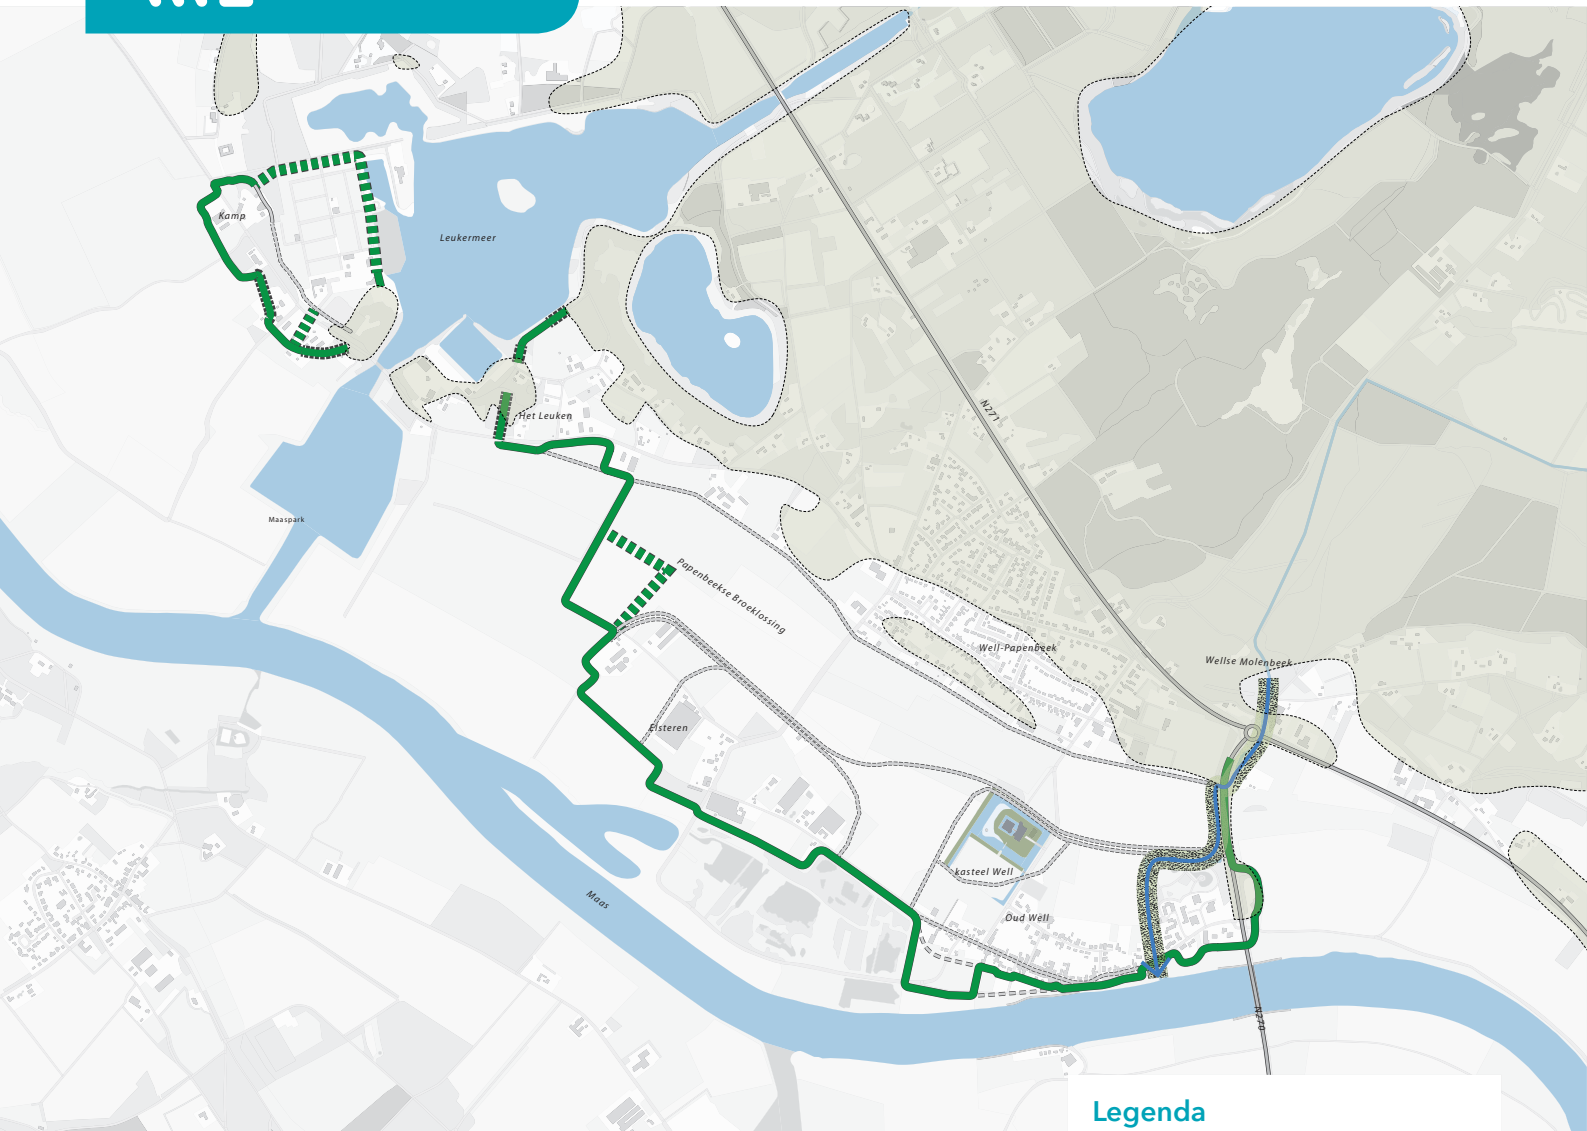 Kamp
Leukermeer
N271
Het Leuken
Maaspark
Papenbeekse Broeklossing
Well-Papenbeek
Wellse Molenbeek
Elsteren
kasteel Well
Maas
Oud Well
N270
Legenda